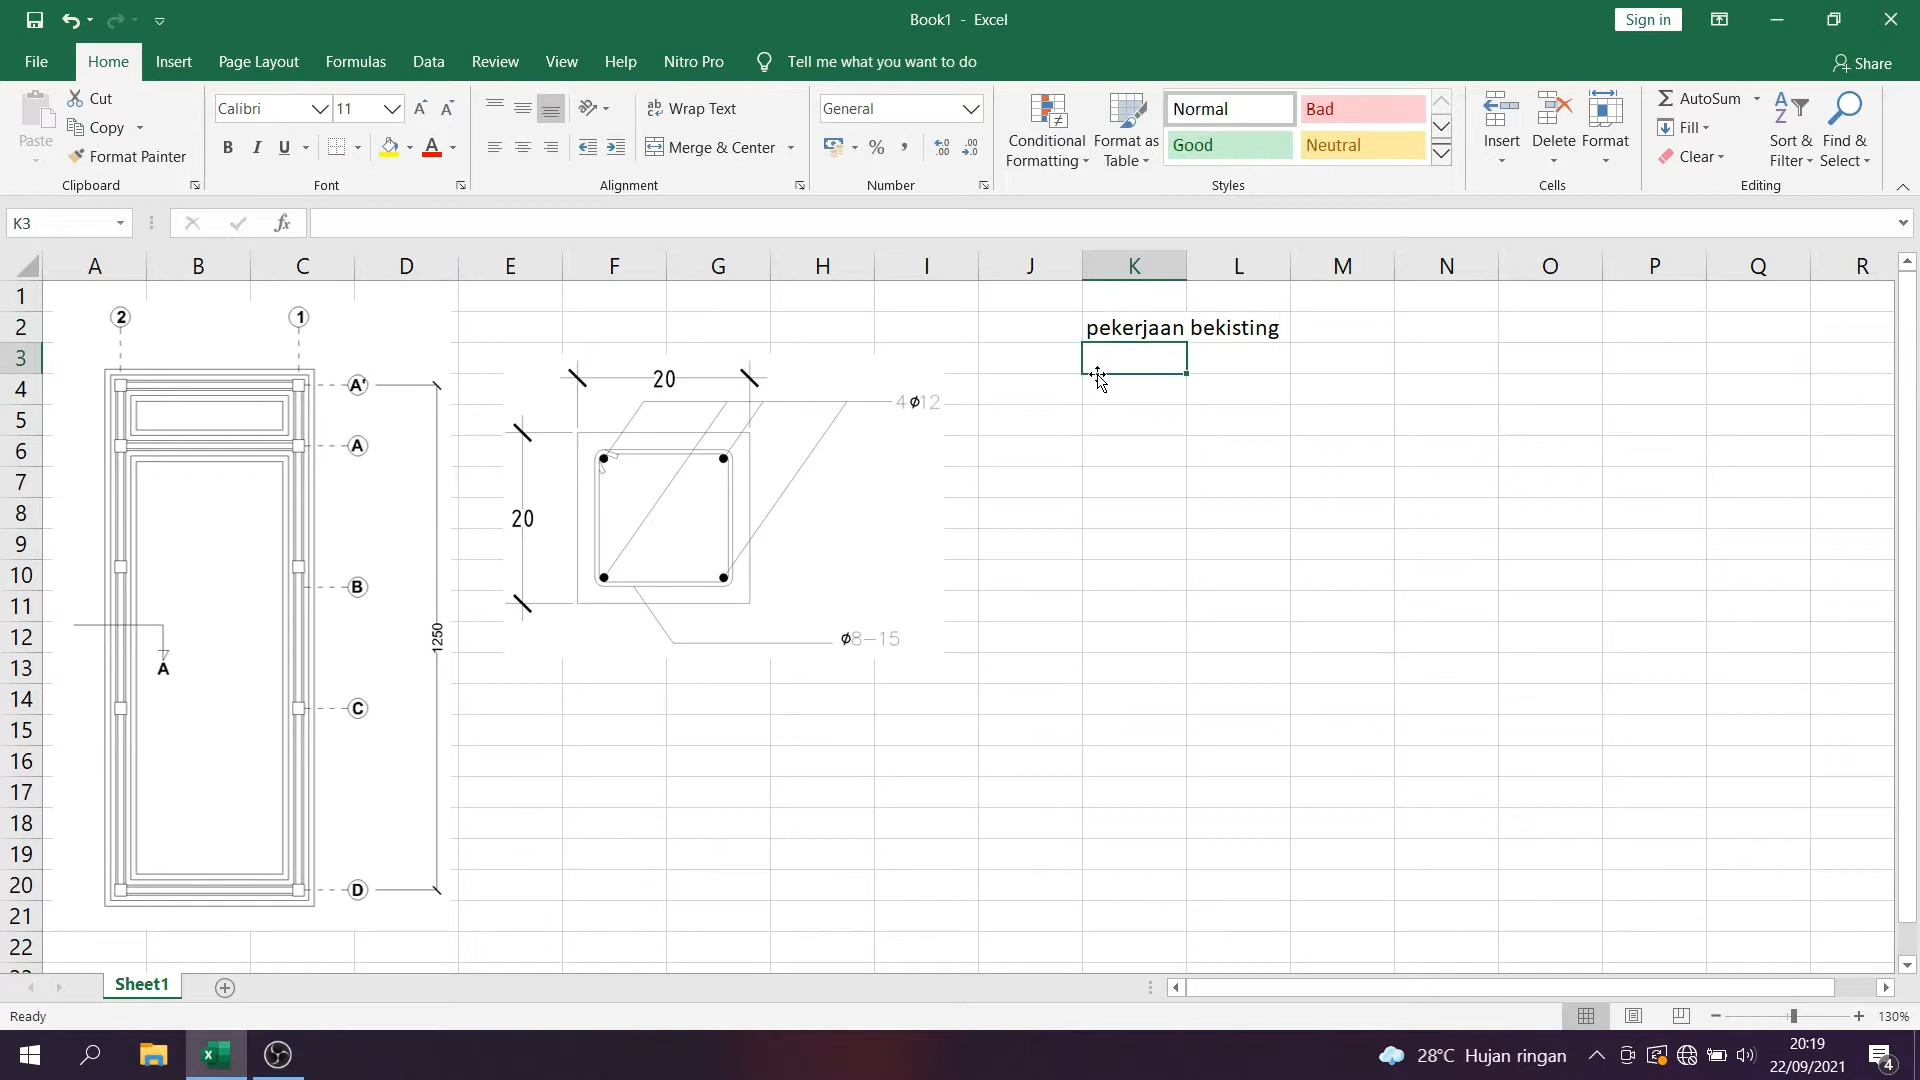 Book1 - Excel
Sign in
File Home Insert Page Layout Formulas Data Review View Help Nitro Pro Tell me what you want to do Share
Paste
Cut
Copy
Format Painter
Clipboard
Calibri 11
B I U
Font
Wrap Text
Merge & Center
Alignment
General
Number
Conditional Formatting
Format as Table
Normal Bad
Good Neutral
Styles
Insert Delete Format
Cells
AutoSum
Fill
Clear
Sort & Filter
Find & Select
Editing
K3
fx
A B C D E F G H I J K L M N O P Q R
1
2
3
4
5
6
7
8
9
10
11
12
13
14
15
16
17
18
19
20
21
22
pekerjaan bekisting
2 1
A'
A
B
C
D
A
1250
20
20
4ø12
ø8-15
Sheet1
Ready
130%
28°C Hujan ringan
20:19
22/09/2021
4